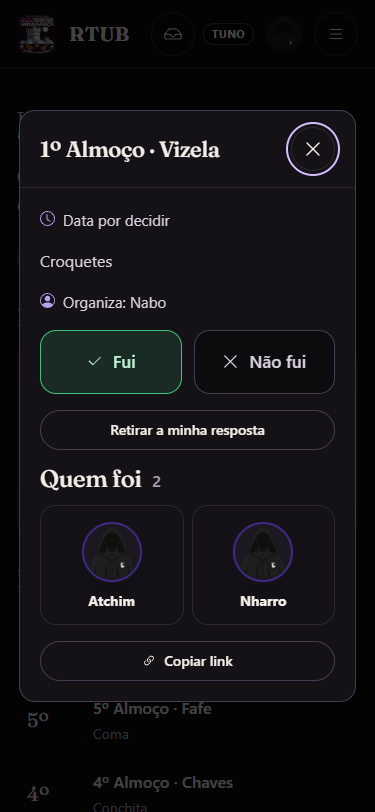 RTUB
TUNO
1º Almoço · Vizela
Data por decidir
Croquetes
Organiza: Nabo
Fui
Não fui
Retirar a minha resposta
Quem foi 2
Atchim
Nharro
Copiar link
5º
5º Almoço · Fafe
Coma
4º
4º Almoço · Chaves
Conchita